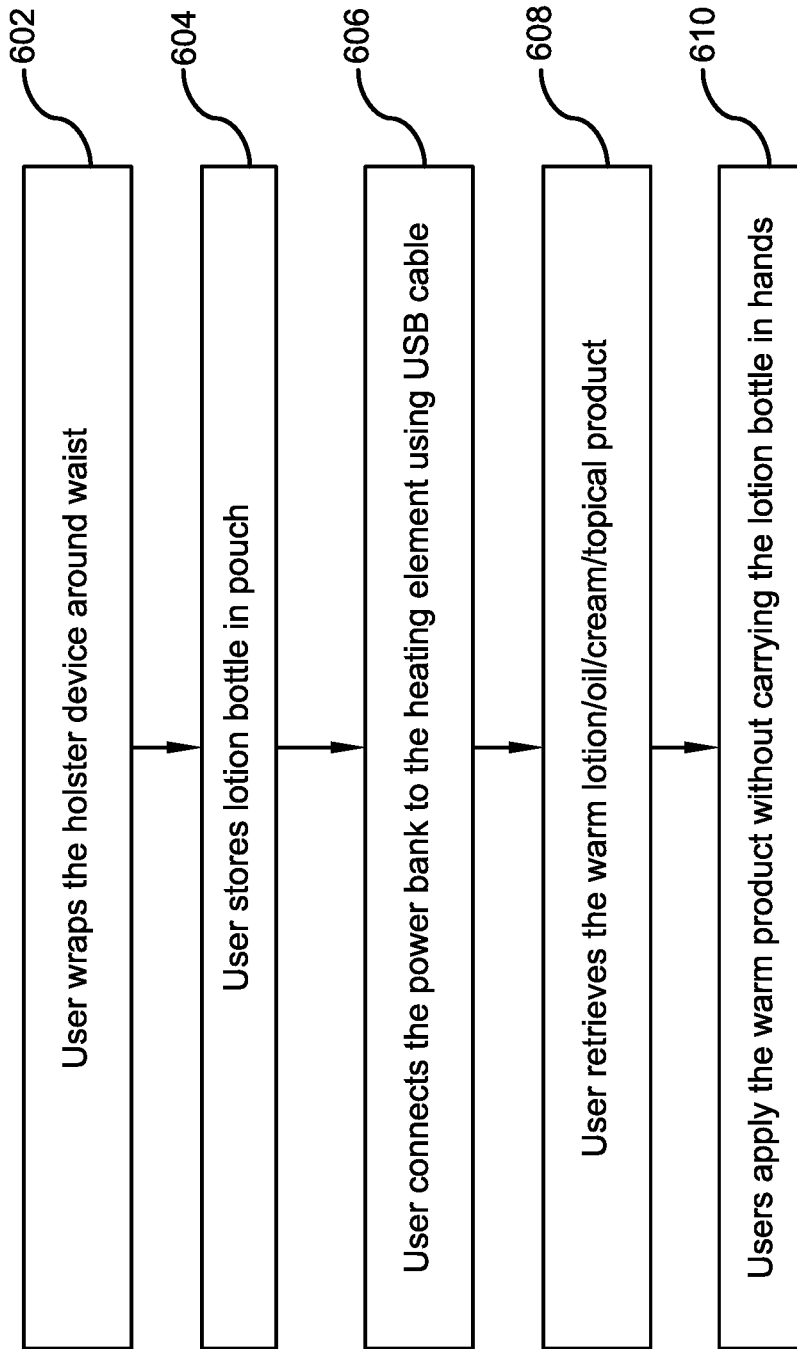 602
User wraps the holster device around waist
604
User stores lotion bottle in pouch
606
User connects the power bank to the heating element using USB cable
608
User retrieves the warm lotion/oil/cream/topical product
610
Users apply the warm product without carrying the lotion bottle in hands